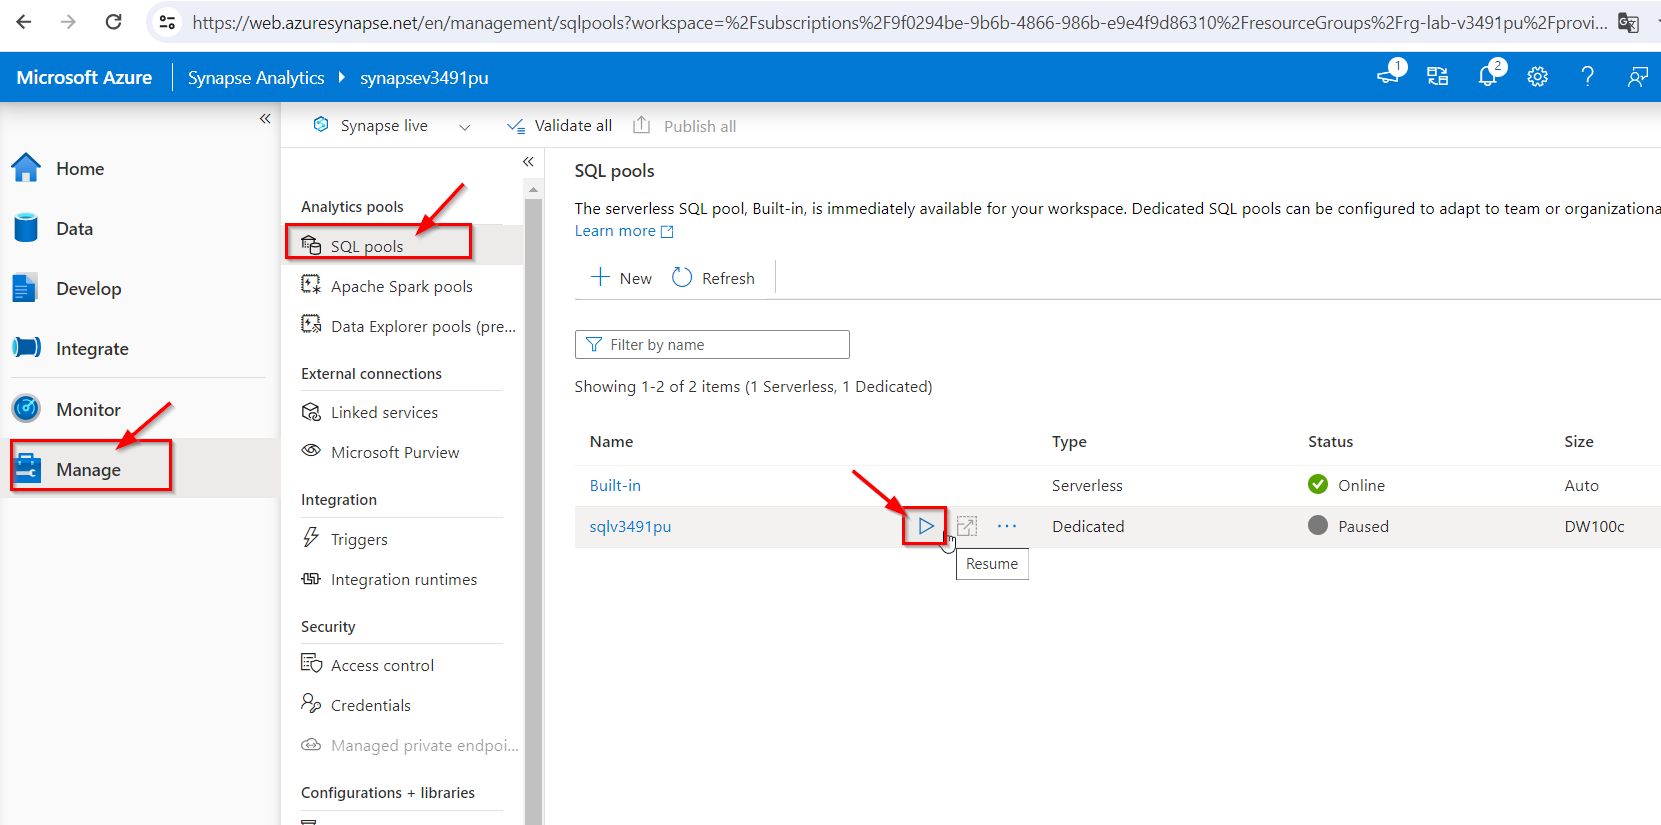 https://web.azuresynapse.net/en/management/sqlpools?workspace=%2Fsubscriptions%2F9f0294be-9b6b-4866-986b-e9e4f9d86310%2FresourceGroups%2Frg-lab-v3491pu%2Fprovi...
Microsoft Azure
Synapse Analytics
synapsev3491pu
1
2
?
Home
Data
Develop
Integrate
Monitor
Manage
Synapse live
Validate all
Publish all
Analytics pools
SQL pools
Apache Spark pools
Data Explorer pools (pre...
External connections
Linked services
Microsoft Purview
Integration
Triggers
Integration runtimes
Security
Access control
Credentials
Managed private endpoi...
Configurations + libraries
SQL pools
The serverless SQL pool, Built-in, is immediately available for your workspace. Dedicated SQL pools can be configured to adapt to team or organizationa
Learn more
New
Refresh
Filter by name
Showing 1-2 of 2 items (1 Serverless, 1 Dedicated)
Name Type Status Size
Built-in Serverless Online Auto
sqlv3491pu Dedicated Paused DW100c
Resume